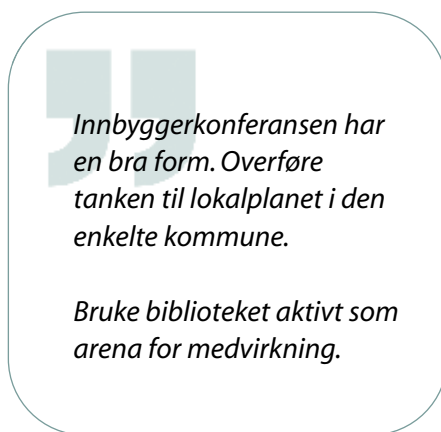 Innbyggerkonferansen har
en bra form. Overføre
tanken til lokalplanet i den
enkelte kommune.
Bruke biblioteket aktivt som
arena for medvirkning.